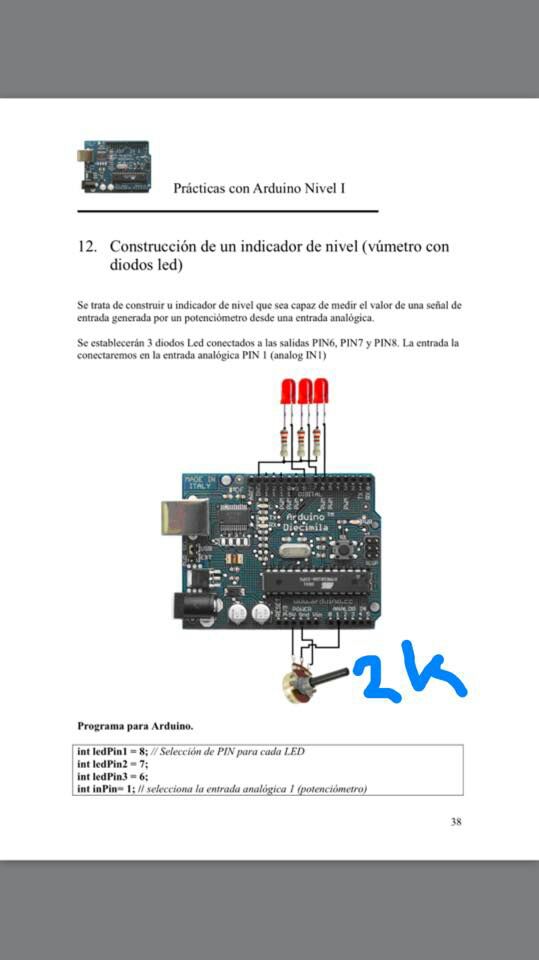 Prácticas con Arduino Nivel I
12. Construcción de un indicador de nivel (vúmetro con
diodos led)
Se trata de construir u indicador de nivel que sea capaz de medir el valor de una señal de
entrada generada por un potenciómetro desde una entrada analógica.
Se establecerán 3 diodos Led conectados a las salidas PIN6, PIN7 y PIN8. La entrada la
conectaremos en la entrada analógica PIN 1 (analog IN1)
MADE IN
ITALY
DIGITAL
Arduino
Diecimila
RESET
POWER
ANALOG IN
5V Gnd Vin
2K
Programa para Arduino.
int ledPin1 = 8; // Selección de PIN para cada LED
int ledPin2 = 7;
int ledPin3 = 6;
int inPin= 1; // selecciona la entrada analógica 1 (potenciómetro)
38